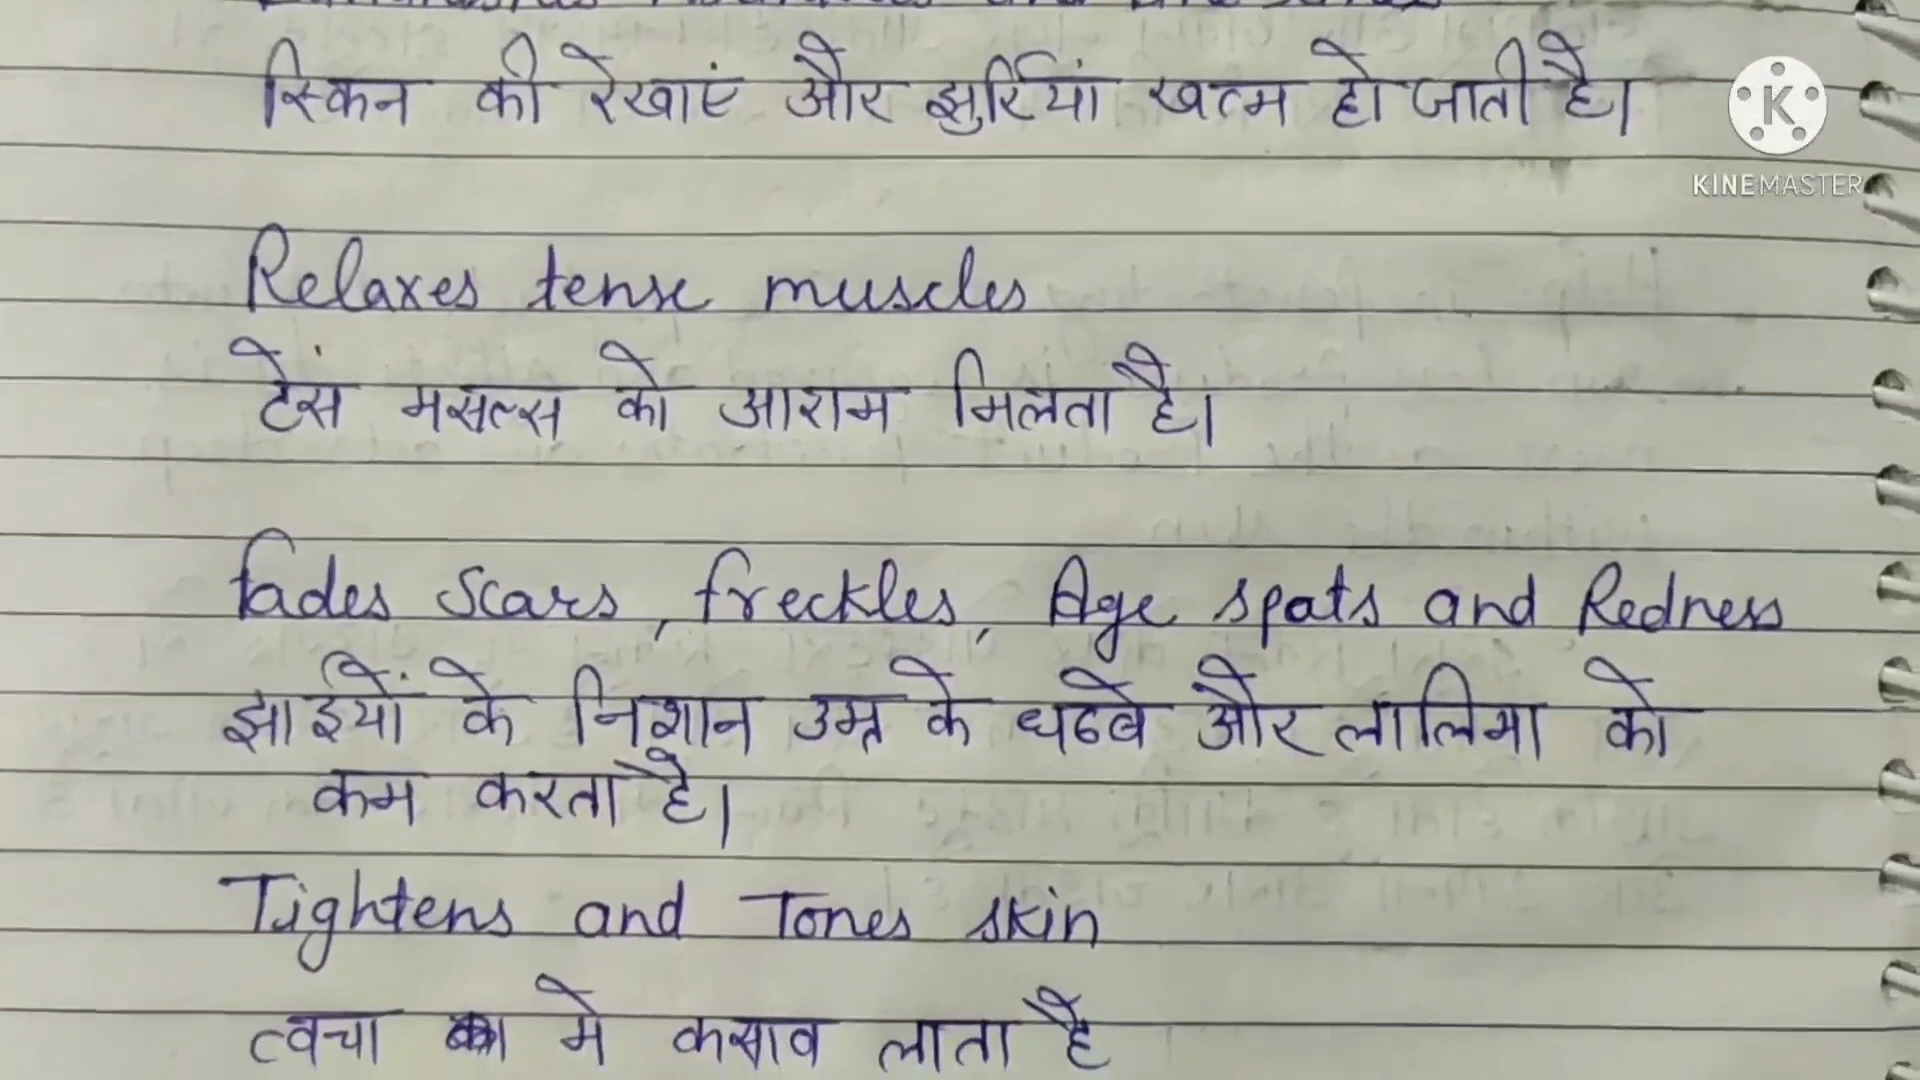 स्किन की रेखाएं और झुर्रियां खत्म हो जाती है।
KINEMASTER
Relaxes tense muscles
टेंस मसल्स को आराम मिलता है।
fades scars, freckles, Age spats and Redness
झाईयों के निशान उम्र के धब्बे और लालिमा को
कम करता है।
Tightens and Tones skin
त्वचा मे कसाव लाता है